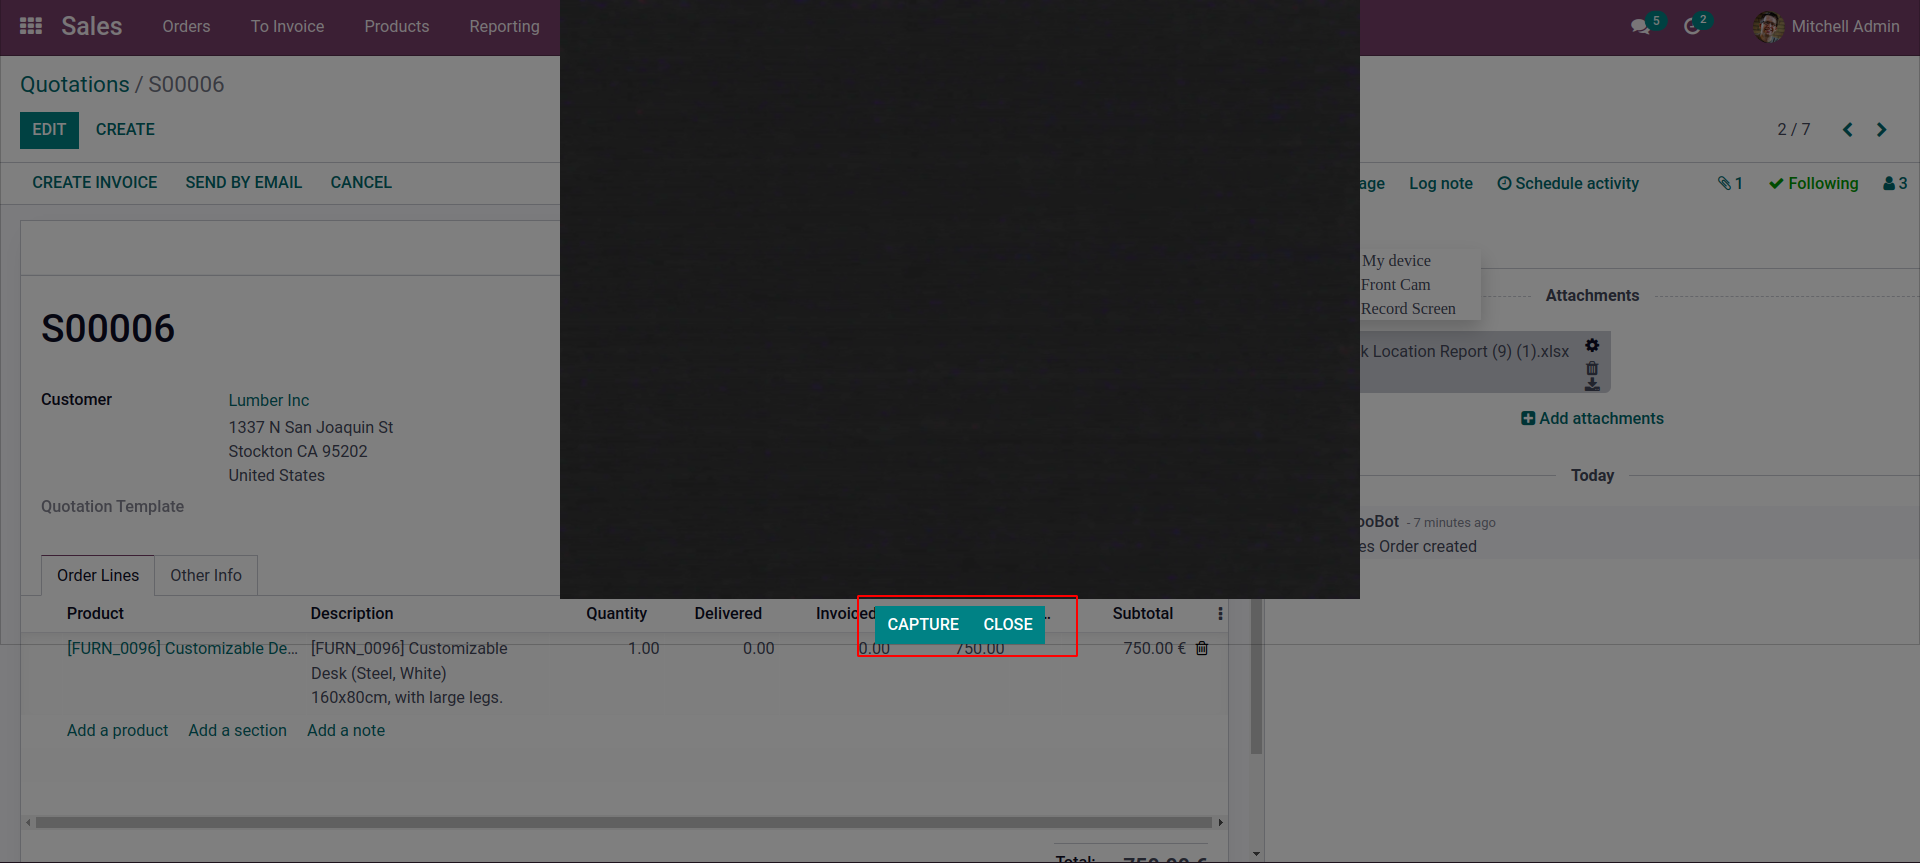 Sales Orders To Invoice Products Reporting 5 2 Mitchell Admin
Quotations / S00006
EDIT CREATE 2 / 7
CREATE INVOICE SEND BY EMAIL CANCEL age Log note Schedule activity 1 Following 3
My device
Front Cam
Record Screen
Attachments
S00006
k Location Report (9) (1).xlsx
Customer Lumber Inc
1337 N San Joaquin St
Stockton CA 95202
United States
Add attachments
Quotation Template
Today
ooBot - 7 minutes ago
es Order created
Order Lines Other Info
Product Description Quantity Delivered Invoiced Subtotal
CAPTURE CLOSE
[FURN_0096] Customizable De... [FURN_0096] Customizable 1.00 0.00 0.00 750.00 750.00 €
Desk (Steel, White)
160x80cm, with large legs.
Add a product Add a section Add a note
Total: 750.00 €